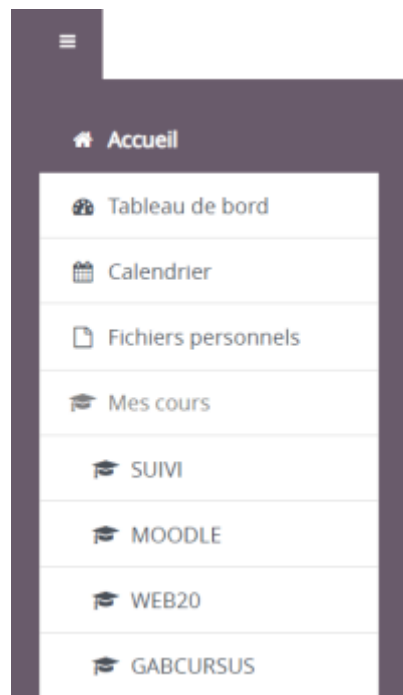 Accueil
Tableau de bord
Calendrier
Fichiers personnels
Mes cours
SUIVI
MOODLE
WEB20
GABCURSUS